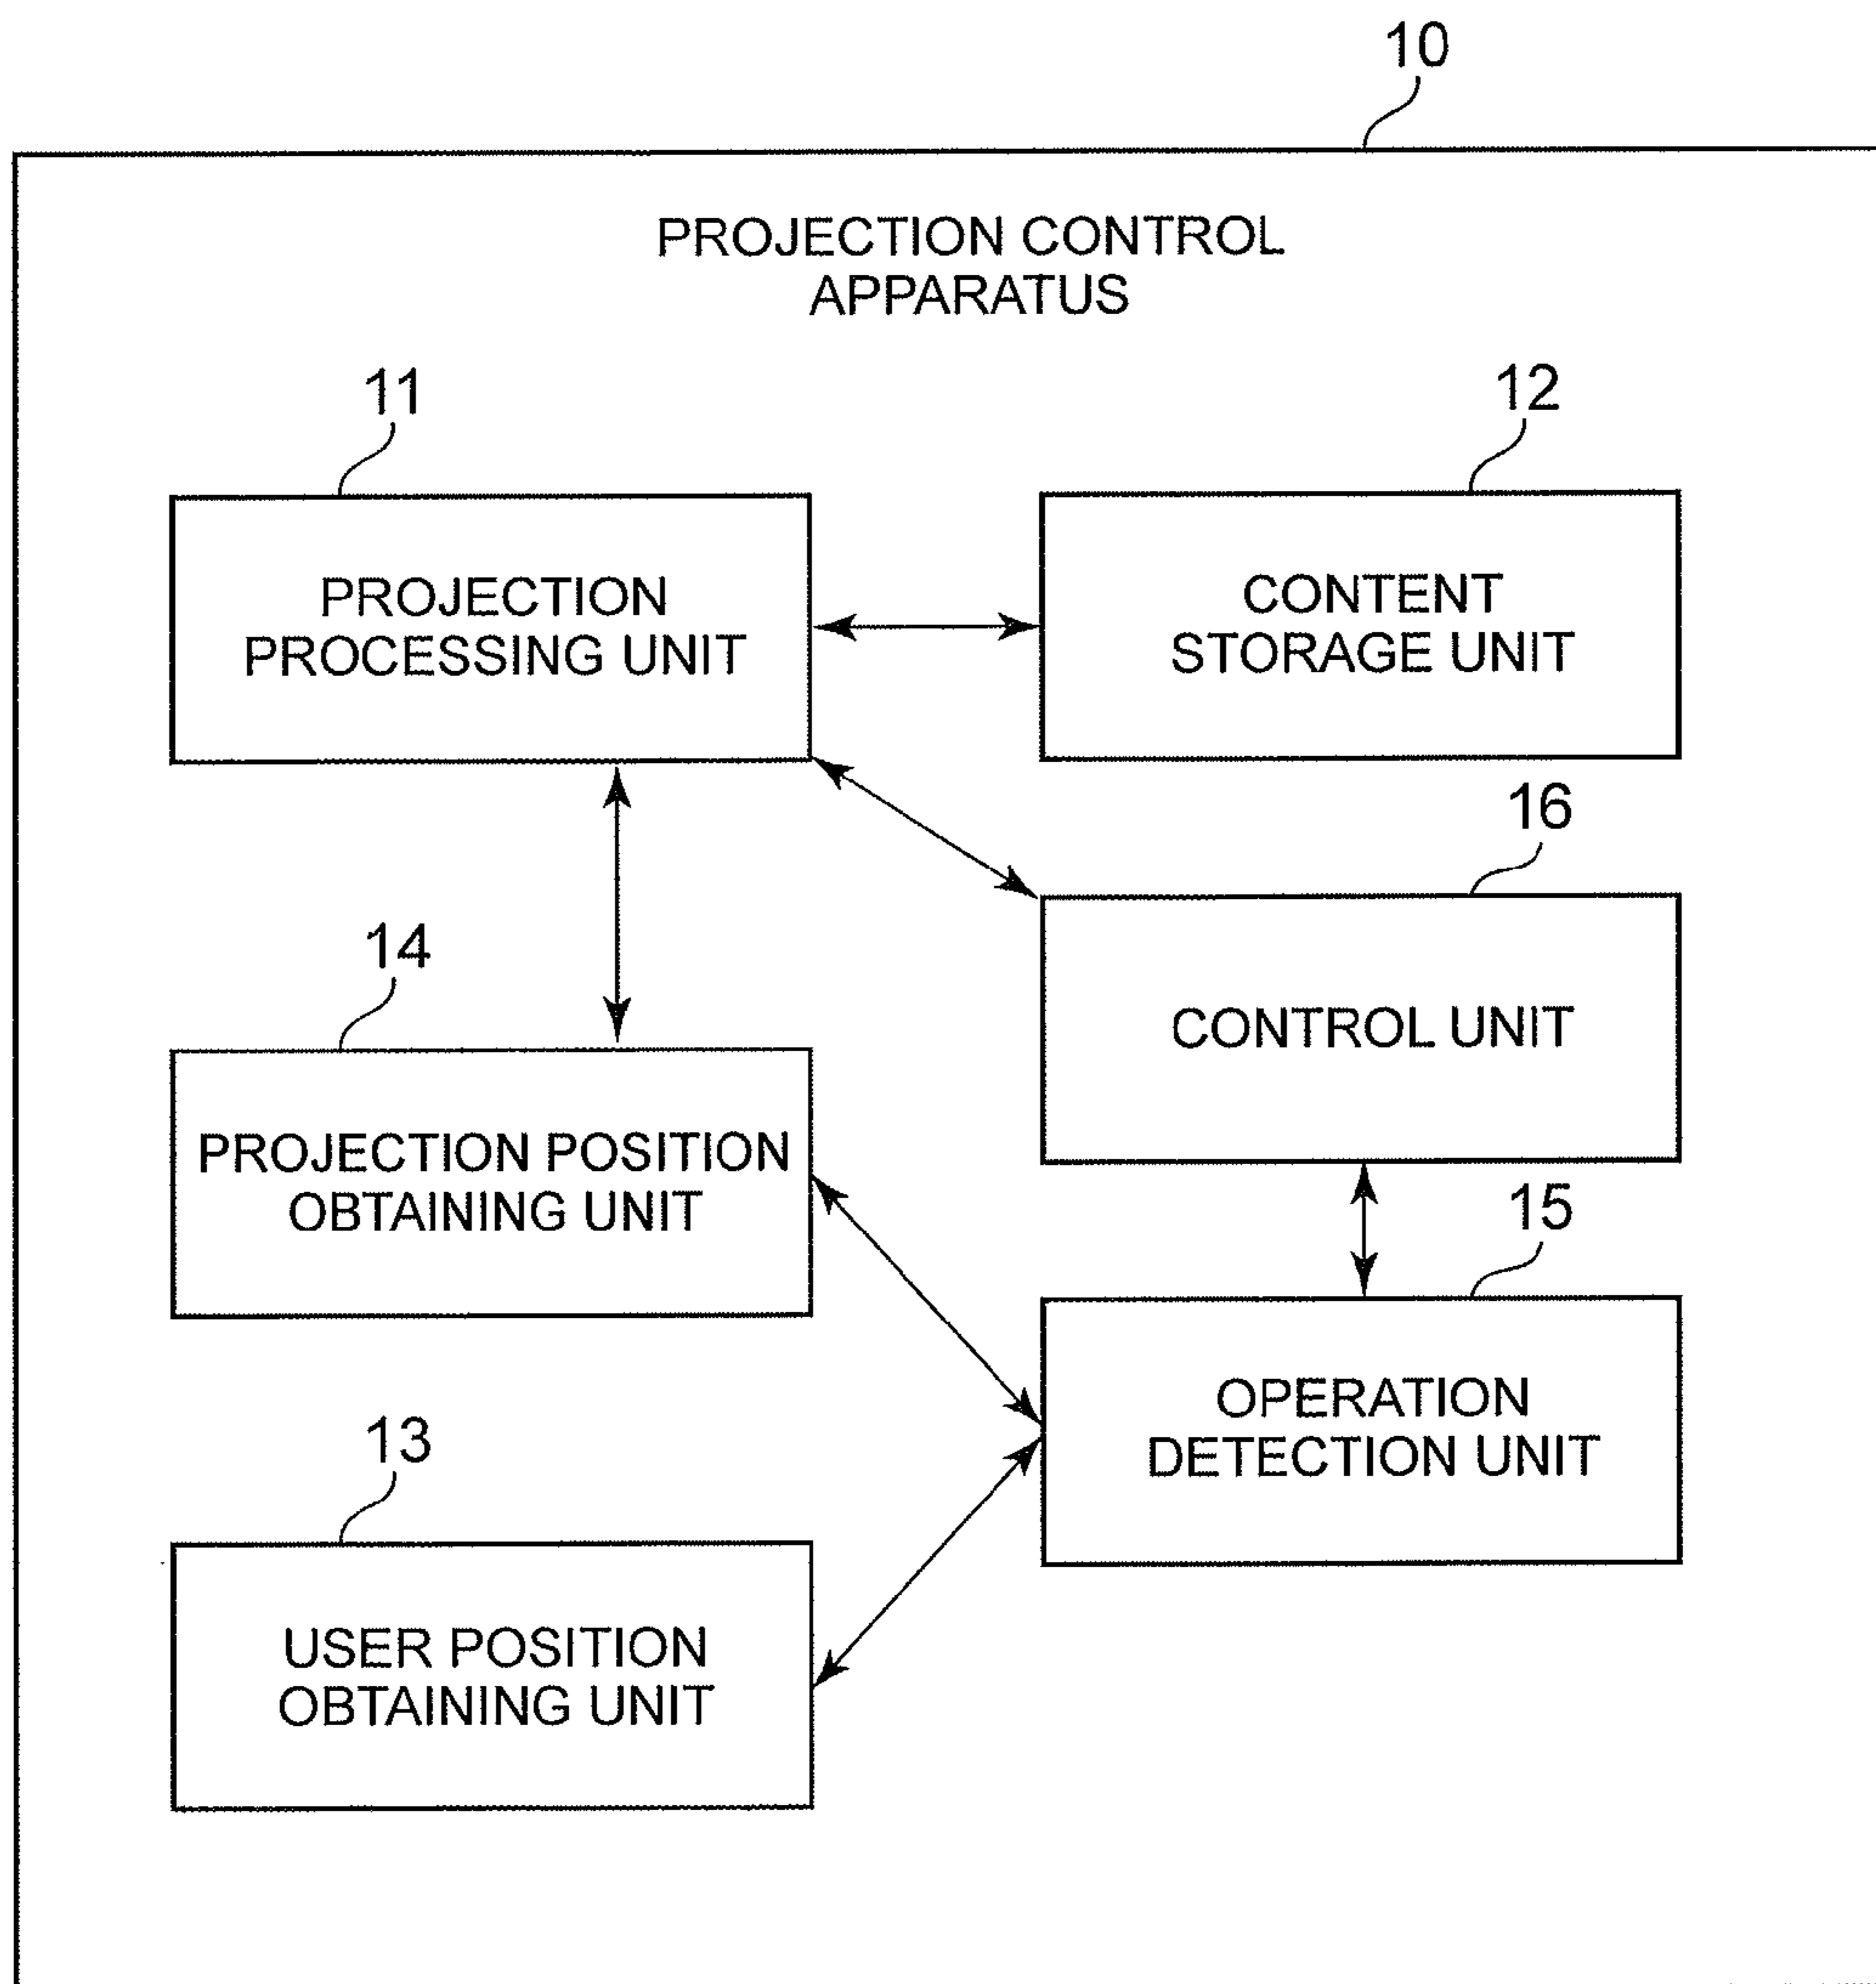 10
PROJECTION CONTROL
APPARATUS
11
PROJECTION
PROCESSING UNIT
12
CONTENT
STORAGE UNIT
16
CONTROL UNIT
14
PROJECTION POSITION
OBTAINING UNIT
15
OPERATION
DETECTION UNIT
13
USER POSITION
OBTAINING UNIT